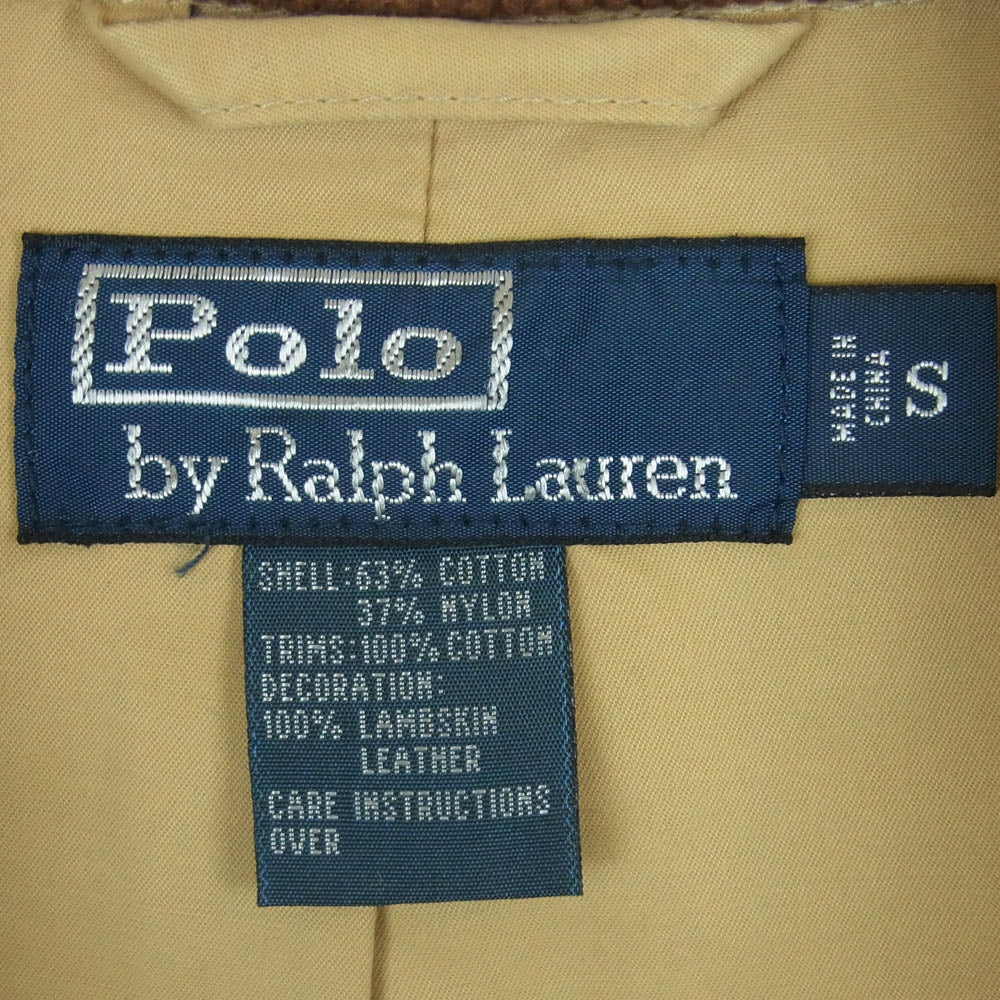 Polo
by Ralph Lauren
MADE IN
CHINA
S
SHELL:63% COTTON
37% NYLON
TRIMS:100% COTTON
DECORATION:
100% LAMBSKIN
LEATHER
CARE INSTRUCTIONS
OVER